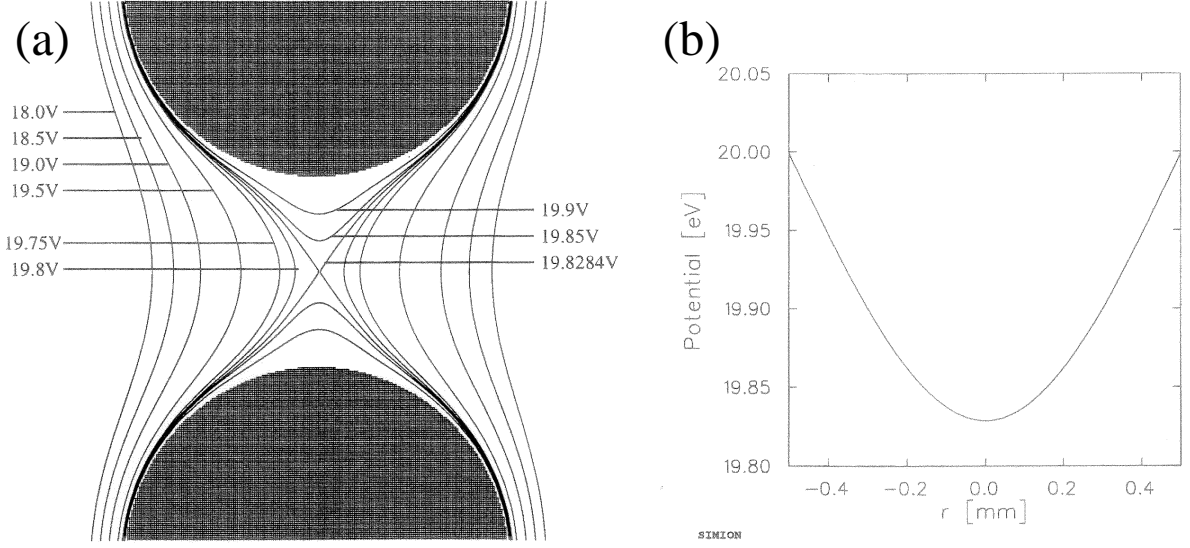 (a)
18.0V
18.5V
19.0V
19.5V
19.75V
19.8V
19.9V
19.85V
19.8284V
(b)
20.05
20.00
19.95
19.90
19.85
19.80
Potential [eV]
−0.4 −0.2 0.0 0.2 0.4
r [mm]
SIMION